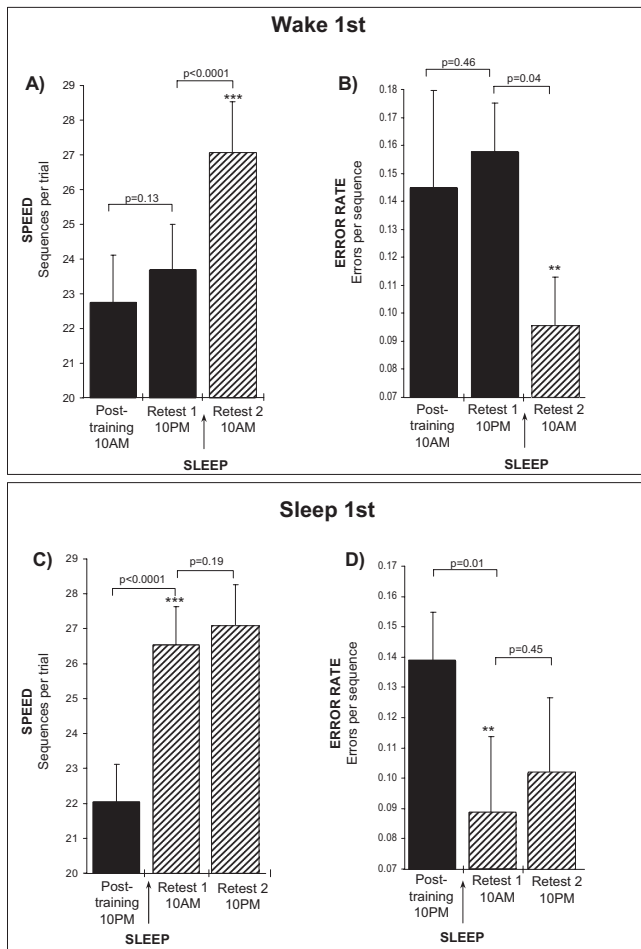 Wake 1st
A)
p<0.0001
***
p=0.13
SPEED
Sequences per trial
29
28
27
26
25
24
23
22
21
20
Post-
training
10AM
Retest 1
10PM
Retest 2
10AM
SLEEP
B)
p=0.46
p=0.04
**
ERROR RATE
Errors per sequence
0.18
0.17
0.16
0.15
0.14
0.13
0.12
0.11
0.10
0.09
0.08
0.07
Post-
training
10AM
Retest 1
10PM
Retest 2
10AM
SLEEP
Sleep 1st
C)
p=0.19
p<0.0001
***
SPEED
Sequences per trial
29
28
27
26
25
24
23
22
21
20
Post-
training
10PM
Retest 1
10AM
Retest 2
10PM
SLEEP
D)
p=0.01
p=0.45
**
ERROR RATE
Errors per sequence
0.17
0.16
0.15
0.14
0.13
0.12
0.11
0.10
0.09
0.08
0.07
Post-
training
10PM
Retest 1
10AM
Retest 2
10PM
SLEEP